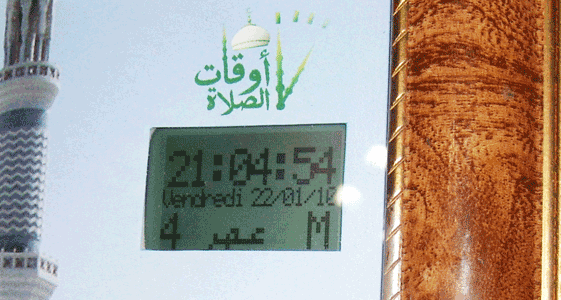 أوقات
الصلاة
21:04:54
Vendredi 22/01/10
4 عصر M